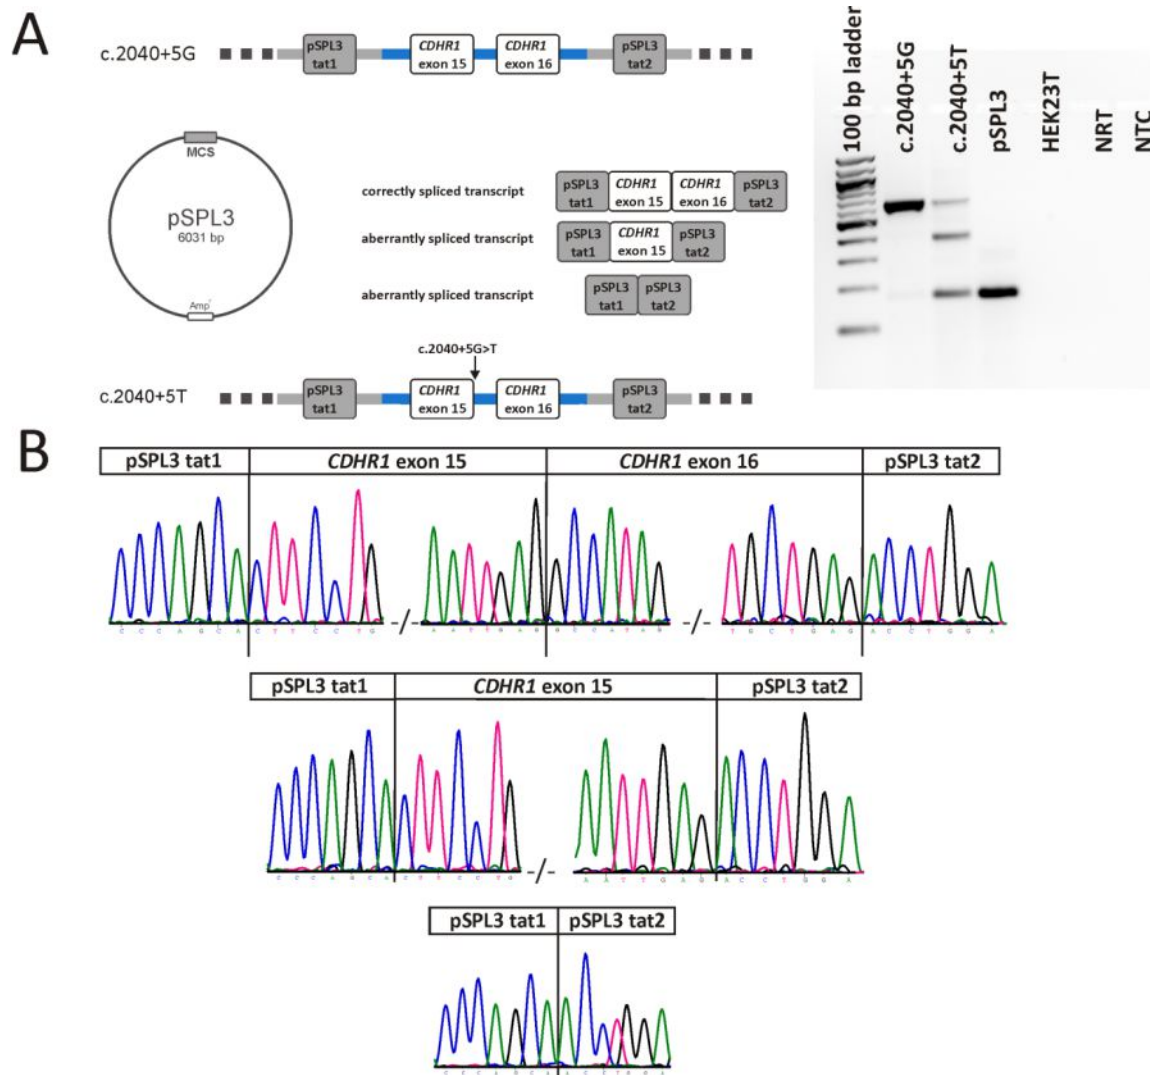 A
c.2040+5G
pSPL3 tat1
CDHR1 exon 15
CDHR1 exon 16
pSPL3 tat2
MCS
pSPL3
6031 bp
Ampr
correctly spliced transcript
pSPL3 tat1
CDHR1 exon 15
CDHR1 exon 16
pSPL3 tat2
aberrantly spliced transcript
pSPL3 tat1
CDHR1 exon 15
pSPL3 tat2
aberrantly spliced transcript
pSPL3 tat1
pSPL3 tat2
c.2040+5G>T
c.2040+5T
pSPL3 tat1
CDHR1 exon 15
CDHR1 exon 16
pSPL3 tat2
100 bp ladder
c.2040+5G
c.2040+5T
pSPL3
HEK23T
NRT
NTC
B
pSPL3 tat1 CDHR1 exon 15 CDHR1 exon 16 pSPL3 tat2
C C C A G C A C T T C C T G -/- A A T T G A G G C C A T A G -/- T G C T G A G A C C T G G A
pSPL3 tat1 CDHR1 exon 15 pSPL3 tat2
C C C A G C A C T T C C T G -/- A A T T G A G A C C T G G A
pSPL3 tat1 pSPL3 tat2
C C C A G C A A C C T G G A